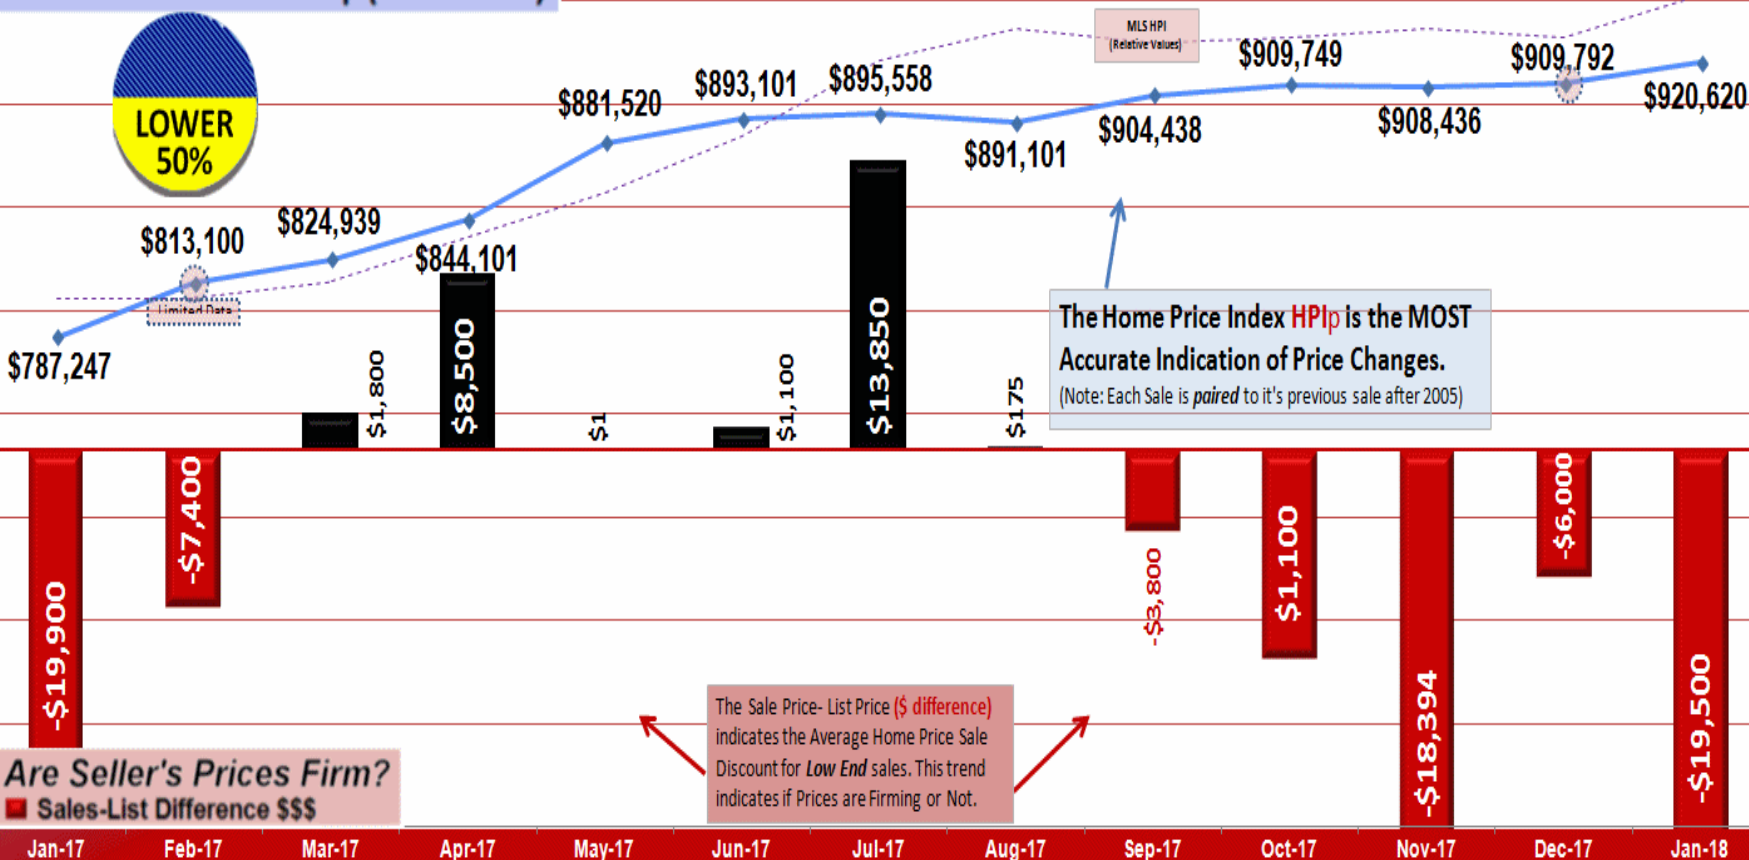 MLS HPI
(Relative Values)
LOWER
50%
$787,247
$813,100
$824,939
$844,101
$881,520
$893,101
$895,558
$891,101
$904,438
$909,749
$908,436
$909,792
$920,620
Limited Data
The Home Price Index HPIp is the MOST
Accurate Indication of Price Changes.
(Note: Each Sale is paired to it's previous sale after 2005)
-$19,900
-$7,400
$1,800
$8,500
$1
$1,100
$13,850
$175
-$3,800
$1,100
-$18,394
-$6,000
-$19,500
The Sale Price- List Price ($ difference)
indicates the Average Home Price Sale
Discount for Low End sales. This trend
indicates if Prices are Firming or Not.
Are Seller's Prices Firm?
Sales-List Difference $$$
Jan-17 Feb-17 Mar-17 Apr-17 May-17 Jun-17 Jul-17 Aug-17 Sep-17 Oct-17 Nov-17 Dec-17 Jan-18